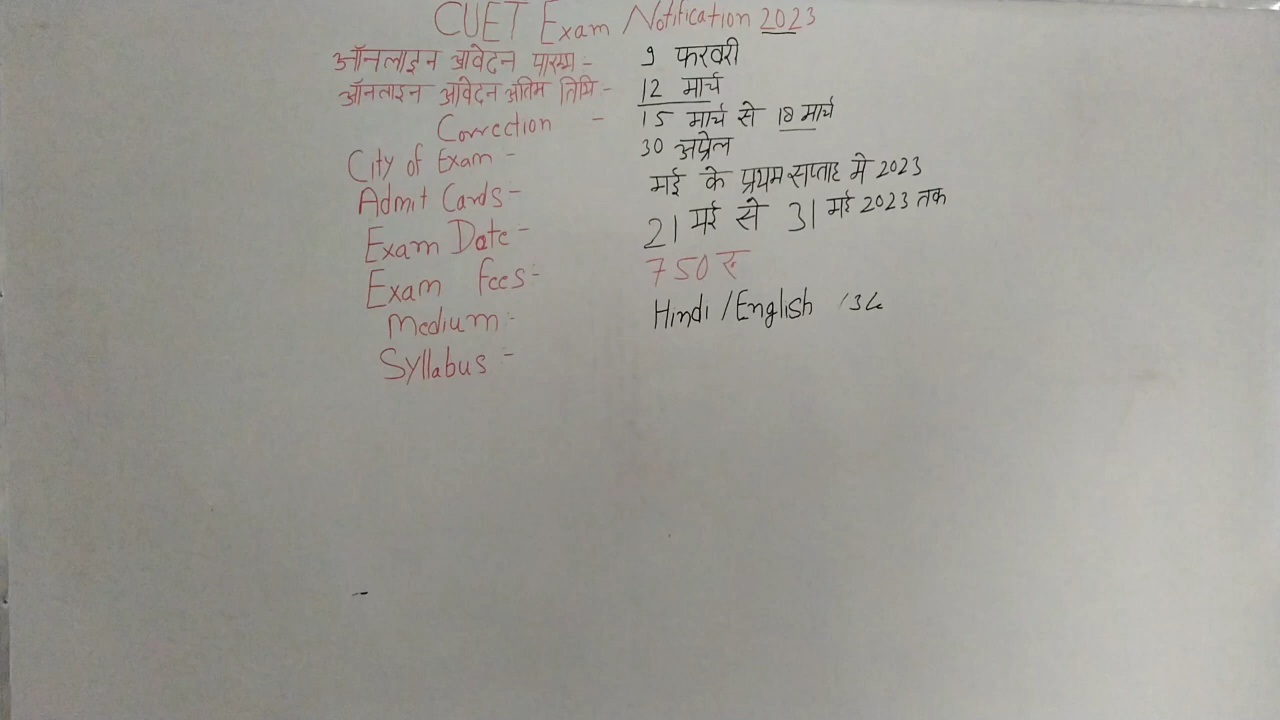 CUET Exam Notification 2023
ऑनलाइन आवेदन प्रारम्भ - 9 फरवरी
ऑनलाइन आवेदन अंतिम तिथि:- 12 मार्च
Correction - 15 मार्च से 18 मार्च
City of Exam - 30 अप्रेल
Admit Cards - मई के प्रथम सप्ताह मे 2023
Exam Date - 21 मई से 31 मई 2023 तक
Exam Fees:- 750 रु
Medium:- Hindi / English
Syllabus -